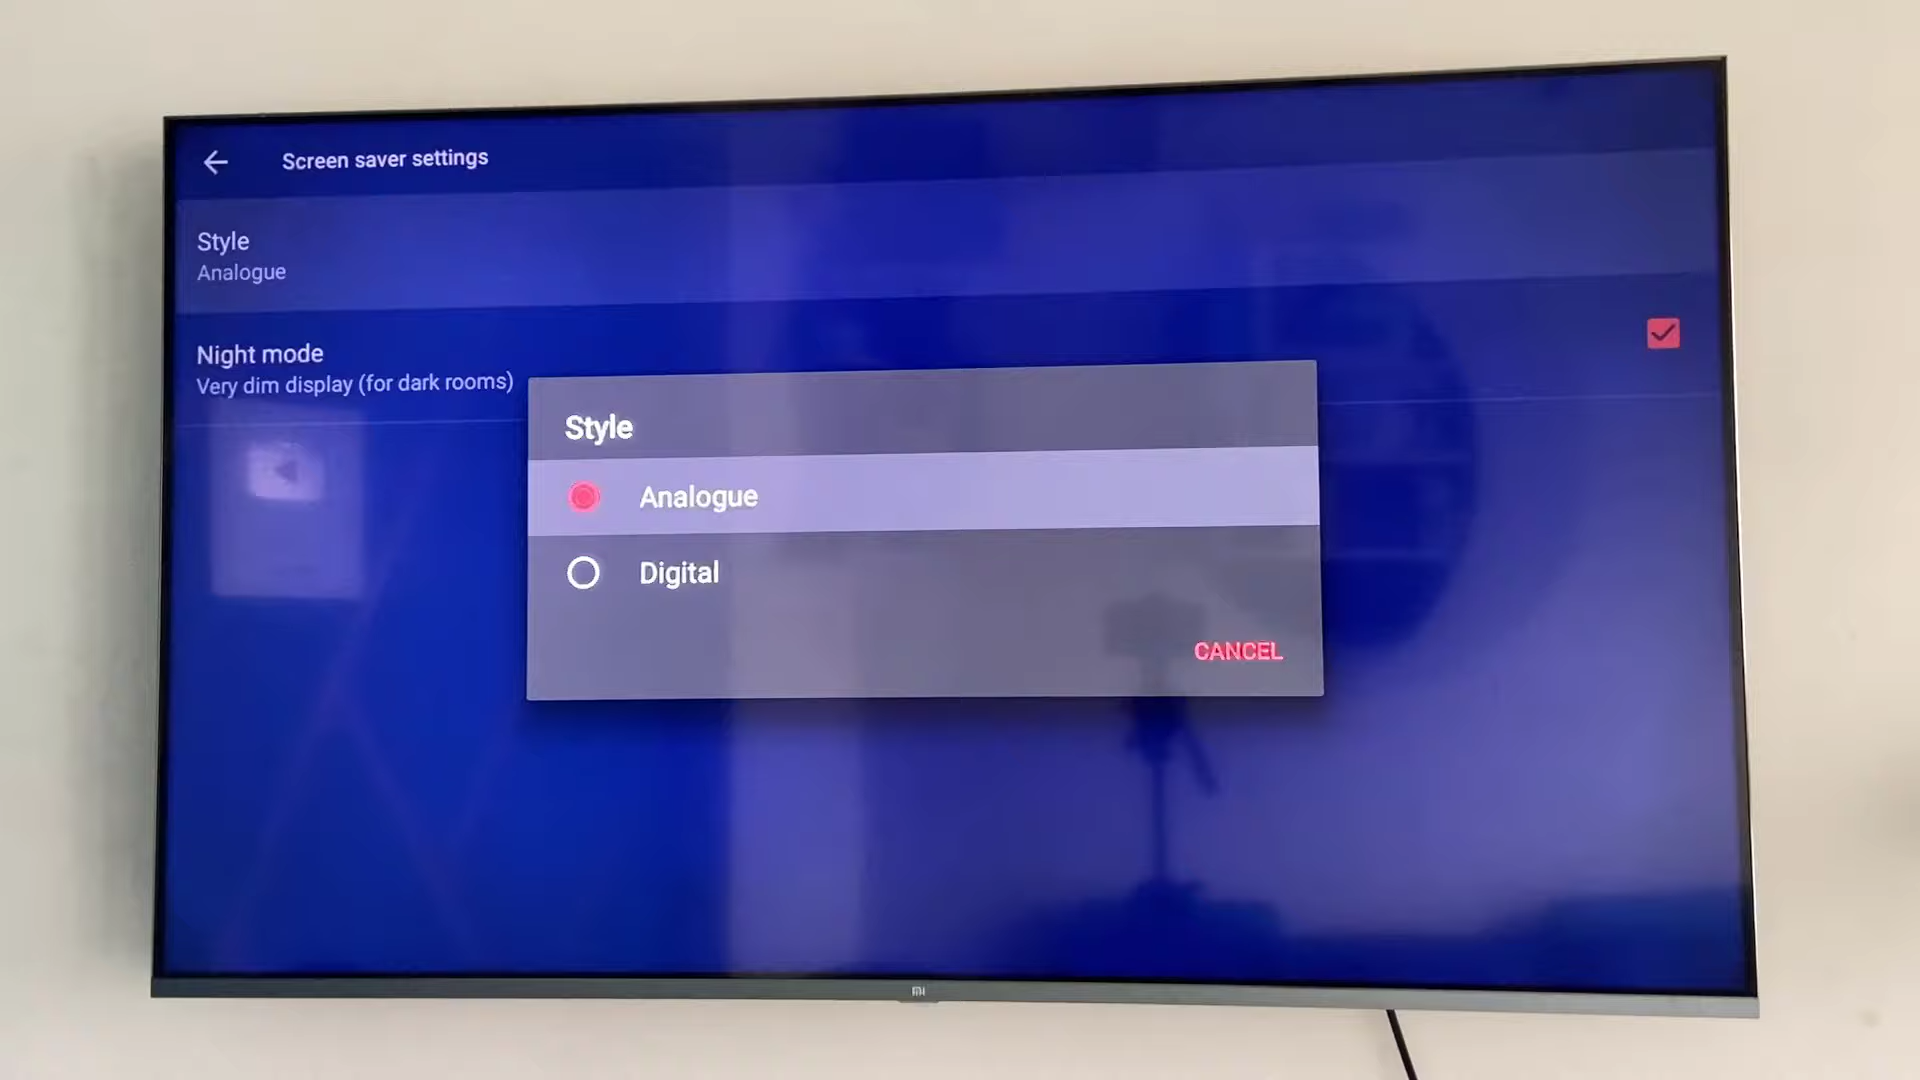 Screen saver settings
Style
Analogue
Night mode
Very dim display (for dark rooms)
Style
Analogue
Digital
CANCEL
mi